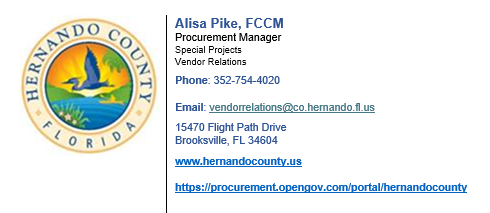 HERNANDO COUNTY
FLORIDA
Alisa Pike, FCCM
Procurement Manager
Special Projects
Vendor Relations
Phone: 352-754-4020
Email: vendorrelations@co.hernando.fl.us
15470 Flight Path Drive
Brooksville, FL 34604
www.hernandocounty.us
https://procurement.opengov.com/portal/hernandocounty